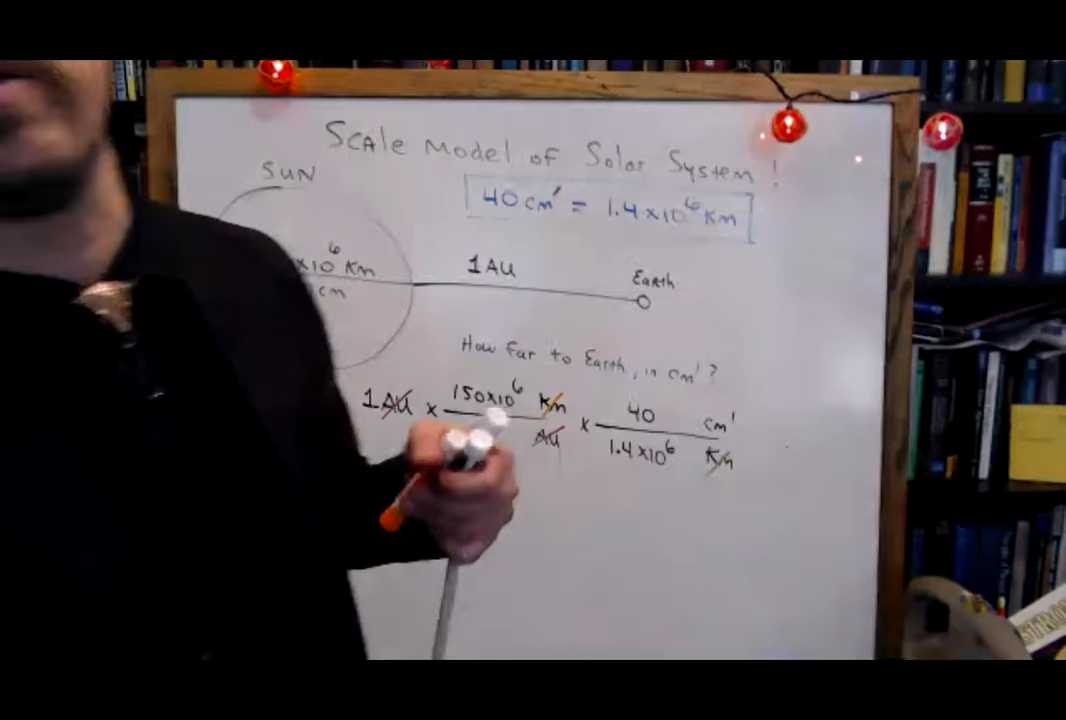 Scale Model of Solar System!
SUN
40 cm' = 1.4 x 10⁶ Km
x10⁶ Km
cm
1 AU
Earth
How far to Earth, in cm'?
1 AU x 150x10⁶ Km / AU x 40 cm' / 1.4 x 10⁶ Km
STRO